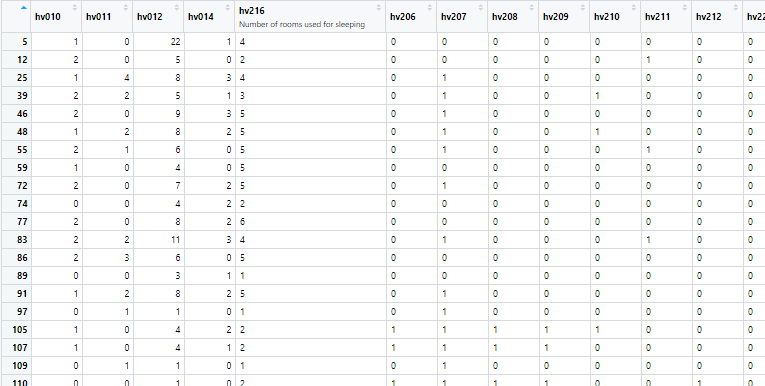 hv010 hv011 hv012 hv014 hv216 hv206 hv207 hv208 hv209 hv210 hv211 hv212 hv22
Number of rooms used for sleeping
5 1 0 22 1 4 0 0 0 0 0 0 0 0
12 2 0 5 0 2 0 0 0 0 0 1 0 0
25 1 4 8 3 4 0 1 0 0 0 0 0 0
39 2 2 5 1 3 0 1 0 0 1 0 0 0
46 2 0 9 3 5 0 1 0 0 0 0 0 0
48 1 2 8 2 5 0 1 0 0 1 0 0 0
55 2 1 6 0 5 0 1 0 0 0 1 0 0
59 1 0 4 0 5 0 0 0 0 0 0 0 0
72 2 0 7 2 5 0 1 0 0 0 0 0 0
74 0 0 4 2 2 0 0 0 0 0 0 0 0
77 2 0 8 2 6 0 0 0 0 0 0 0 0
83 2 2 11 3 4 0 1 0 0 0 1 0 0
86 2 3 6 0 5 0 0 0 0 0 0 0 0
89 0 0 3 1 1 0 0 0 0 0 0 0 0
91 1 2 8 2 5 0 1 0 0 0 0 0 0
97 0 1 1 0 1 0 1 0 0 0 0 0 0
105 1 0 4 2 2 1 1 1 1 1 0 0 0
107 1 0 4 1 2 1 1 1 1 0 0 0 0
109 0 1 1 0 1 0 1 0 0 0 0 0 0
110 0 0 1 0 2 1 1 1 1 0 0 1 0